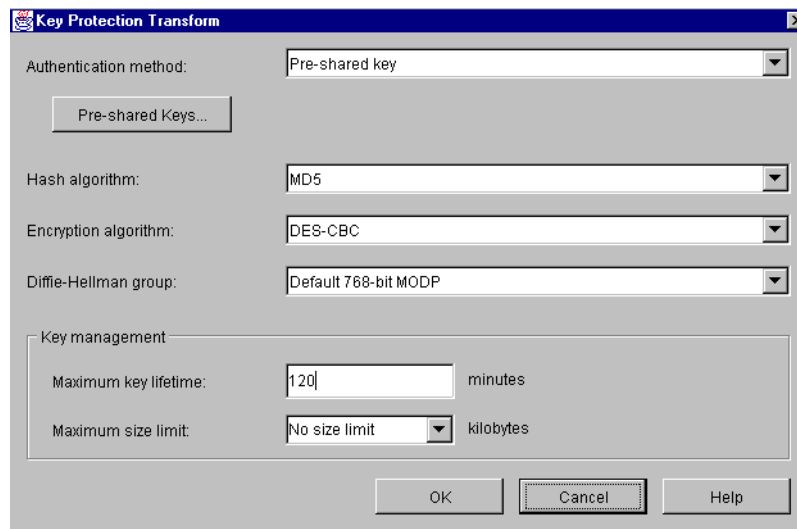 Key Protection Transform
Authentication method: Pre-shared key
Pre-shared Keys...
Hash algorithm: MD5
Encryption algorithm: DES-CBC
Diffie-Hellman group: Default 768-bit MODP
Key management
Maximum key lifetime: 120 minutes
Maximum size limit: No size limit kilobytes
OK Cancel Help